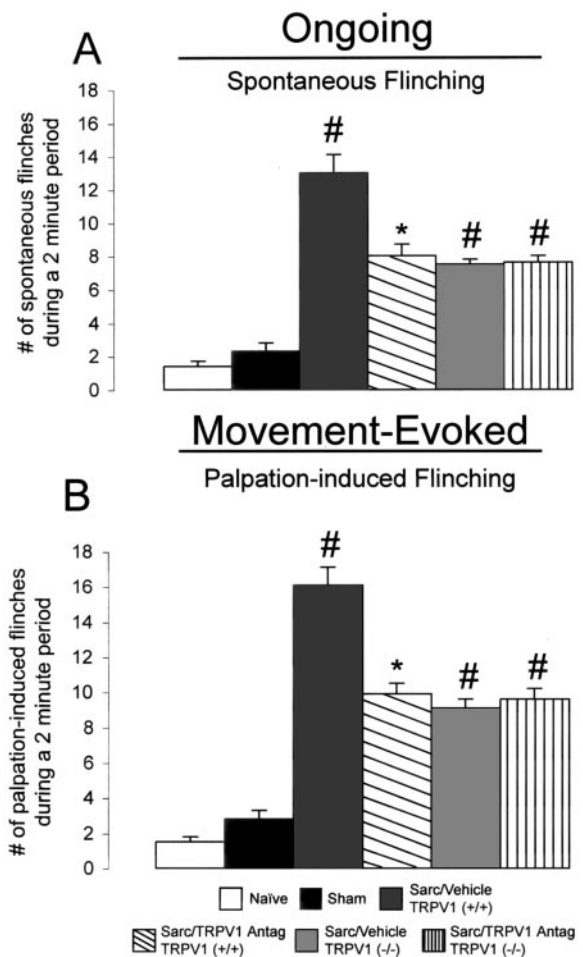 A
Ongoing
Spontaneous Flinching
# of spontaneous flinches
during a 2 minute period
18
16
14
12
10
8
6
4
2
0
#
*
#
#
Movement-Evoked
B
Palpation-induced Flinching
# of palpation-induced flinches
during a 2 minute period
18
16
14
12
10
8
6
4
2
0
#
*
#
#
Naïve
Sham
Sarc/Vehicle
TRPV1 (+/+)
Sarc/TRPV1 Antag
TRPV1 (+/+)
Sarc/Vehicle
TRPV1 (-/-)
Sarc/TRPV1 Antag
TRPV1 (-/-)